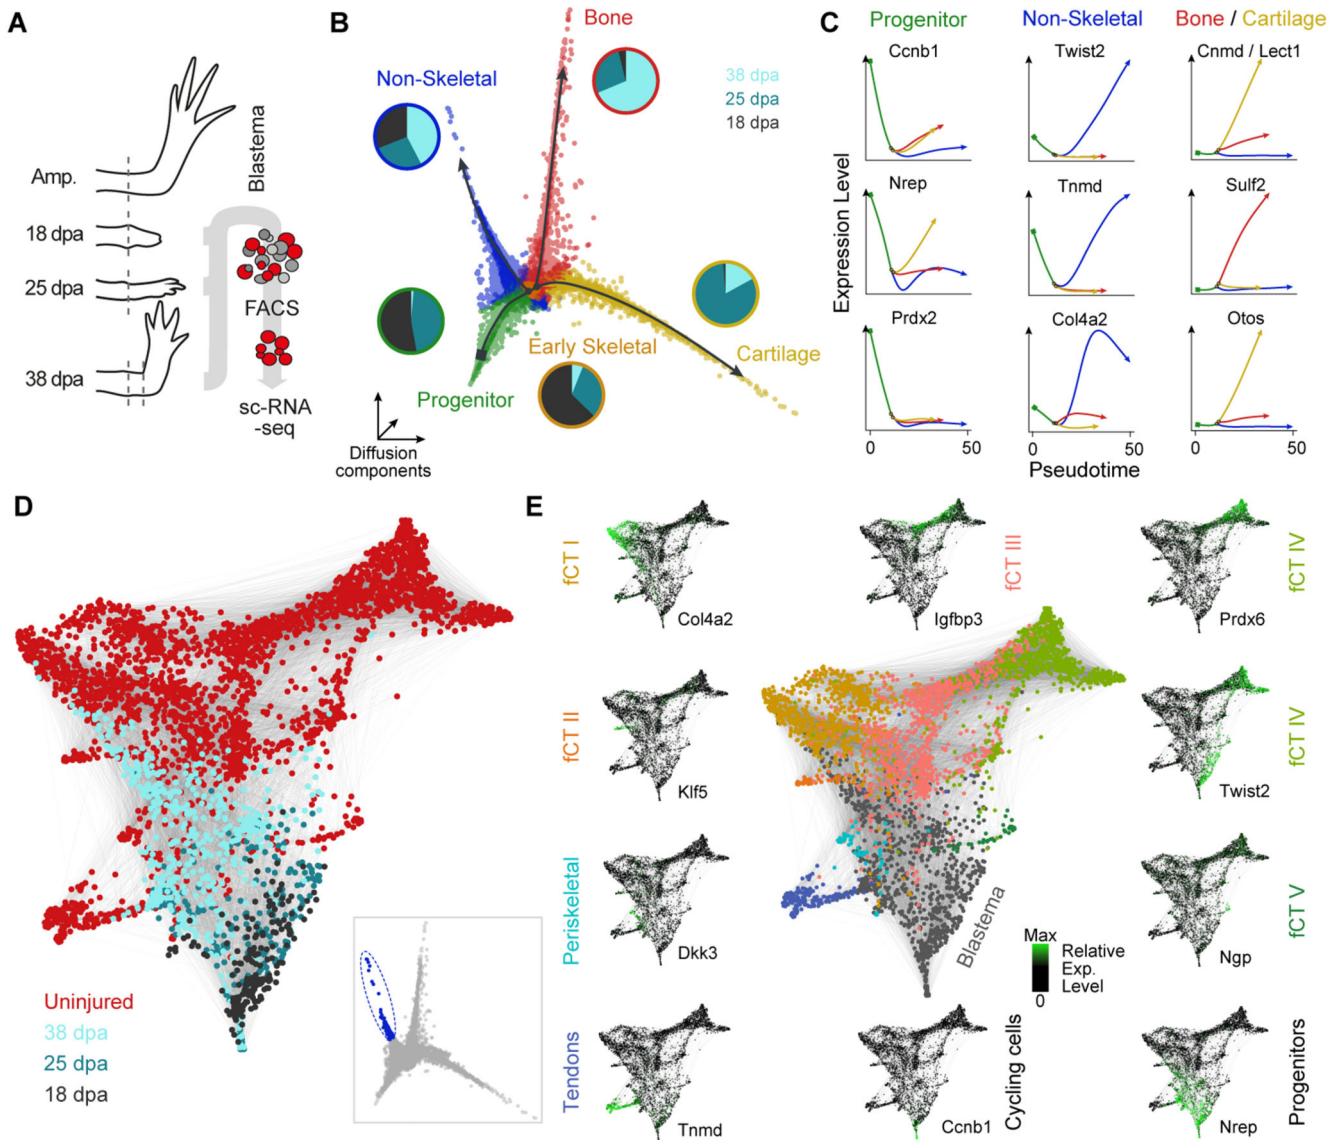 A
Amp.
18 dpa
25 dpa
38 dpa
Blastema
FACS
sc-RNA
-seq
B
Bone
Non-Skeletal
38 dpa
25 dpa
18 dpa
Early Skeletal
Cartilage
Progenitor
Diffusion
components
C
Progenitor
Non-Skeletal
Bone / Cartilage
Ccnb1
Twist2
Cnmd / Lect1
Nrep
Tnmd
Sulf2
Prdx2
Col4a2
Otos
Expression Level
0
50
0
50
0
50
Pseudotime
D
Uninjured
38 dpa
25 dpa
18 dpa
E
fCT I
Col4a2
Igfbp3
fCT III
Prdx6
fCT IV
fCT II
Klf5
Twist2
fCT IV
Periskeletal
Dkk3
Blastema
Max
Relative
Exp.
Level
0
Ngp
fCT V
Tendons
Tnmd
Ccnb1
Cycling cells
Nrep
Progenitors